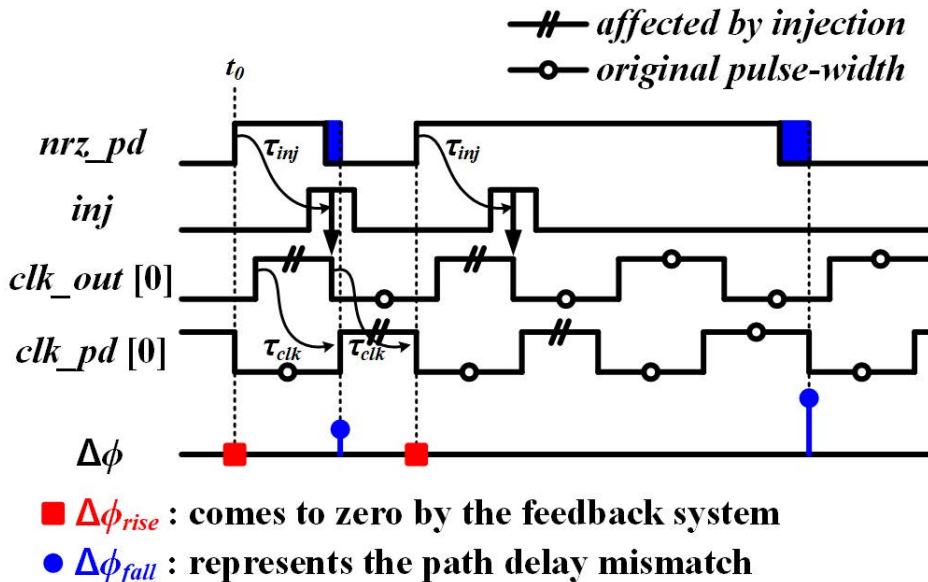 affected by injection
original pulse-width
t0
nrz_pd
τinj
τinj
inj
clk_out [0]
clk_pd [0]
τclk
τclk
Δϕ
Δϕrise : comes to zero by the feedback system
Δϕfall : represents the path delay mismatch